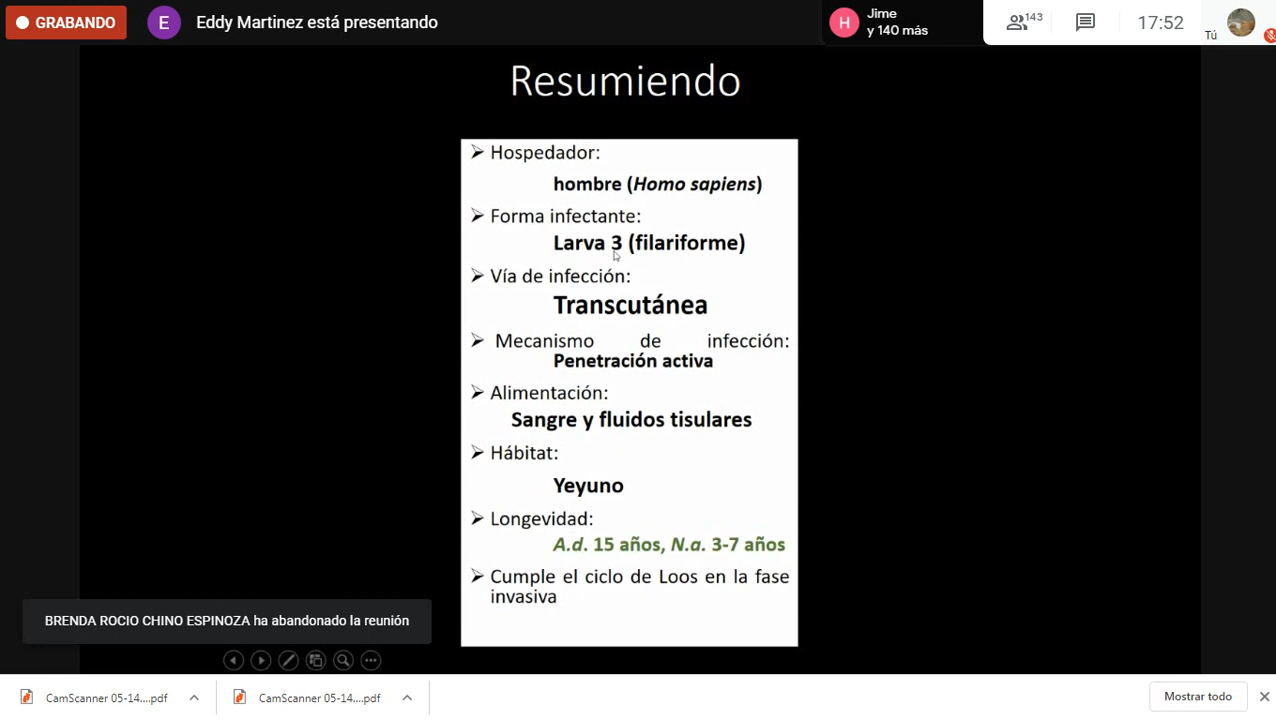 GRABANDO
E
Eddy Martinez está presentando
H
Jime
y 140 más
143
17:52
Tú
Resumiendo
➢ Hospedador:
hombre (Homo sapiens)
➢ Forma infectante:
Larva 3 (filariforme)
➢ Vía de infección:
Transcutánea
➢ Mecanismo de infección:
Penetración activa
➢ Alimentación:
Sangre y fluidos tisulares
➢ Hábitat:
Yeyuno
➢ Longevidad:
A.d. 15 años, N.a. 3-7 años
➢ Cumple el ciclo de Loos en la fase
invasiva
BRENDA ROCIO CHINO ESPINOZA ha abandonado la reunión
CamScanner 05-14....pdf
CamScanner 05-14....pdf
Mostrar todo